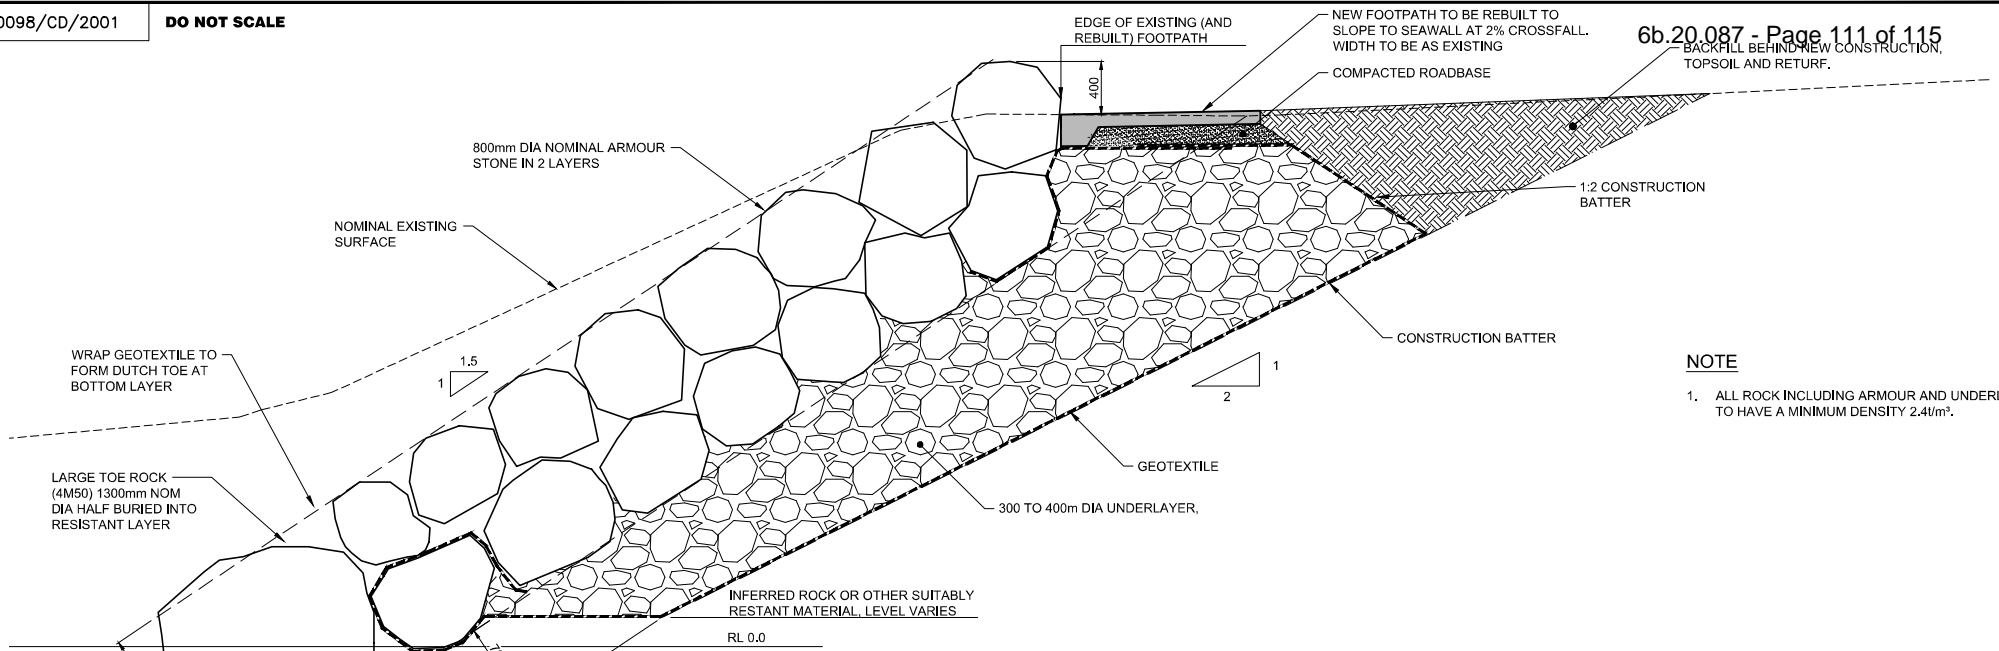 0098/CD/2001
DO NOT SCALE
6b.20.087 - Page 111 of 115
EDGE OF EXISTING (AND
REBUILT) FOOTPATH
NEW FOOTPATH TO BE REBUILT TO
SLOPE TO SEAWALL AT 2% CROSSFALL.
WIDTH TO BE AS EXISTING
COMPACTED ROADBASE
BACKFILL BEHIND NEW CONSTRUCTION,
TOPSOIL AND RETURF.
400
800mm DIA NOMINAL ARMOUR
STONE IN 2 LAYERS
1:2 CONSTRUCTION
BATTER
NOMINAL EXISTING
SURFACE
CONSTRUCTION BATTER
WRAP GEOTEXTILE TO
FORM DUTCH TOE AT
BOTTOM LAYER
1.5
1
1
2
NOTE
1. ALL ROCK INCLUDING ARMOUR AND UNDERL
TO HAVE A MINIMUM DENSITY 2.4t/m³.
GEOTEXTILE
LARGE TOE ROCK
(4M50) 1300mm NOM
DIA HALF BURIED INTO
RESISTANT LAYER
300 TO 400m DIA UNDERLAYER,
INFERRED ROCK OR OTHER SUITABLY
RESTANT MATERIAL, LEVEL VARIES
RL 0.0